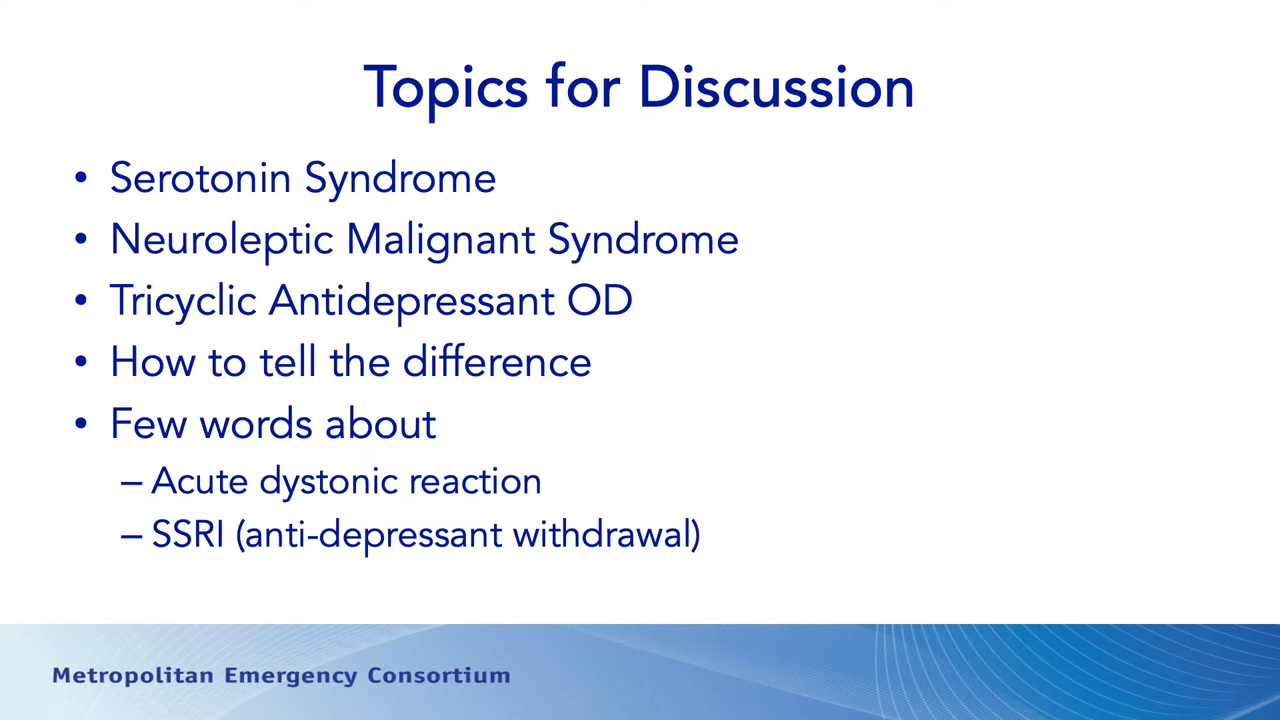 Topics for Discussion
• Serotonin Syndrome
• Neuroleptic Malignant Syndrome
• Tricyclic Antidepressant OD
• How to tell the difference
• Few words about
– Acute dystonic reaction
– SSRI (anti-depressant withdrawal)
Metropolitan Emergency Consortium